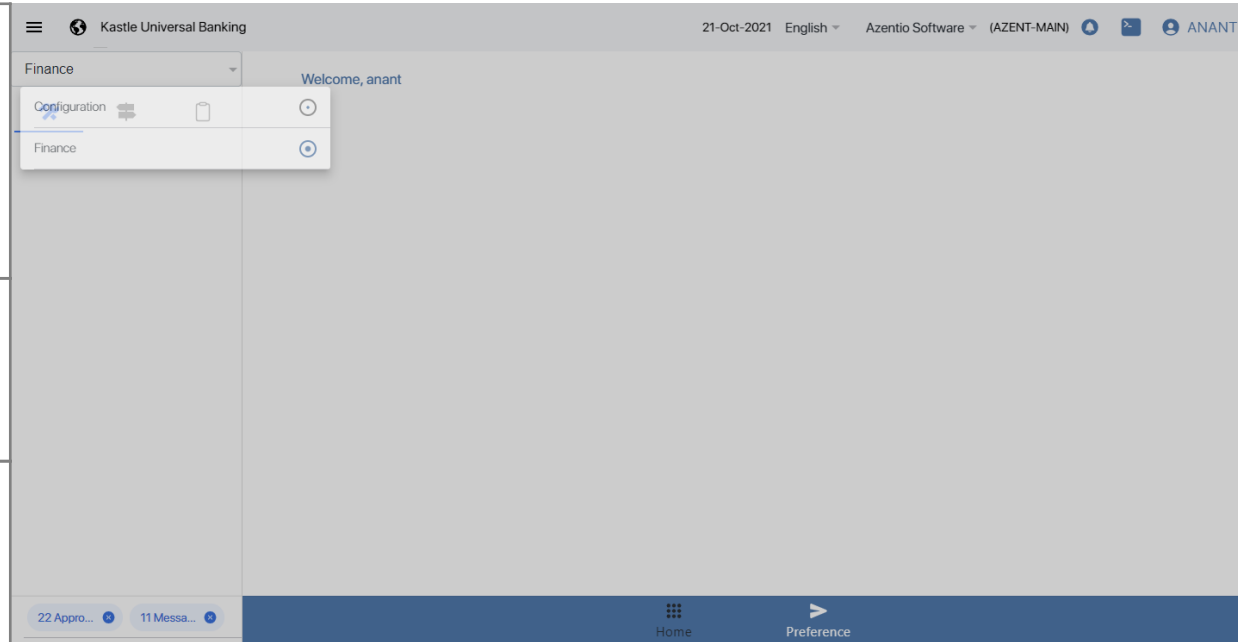 Kastle Universal Banking 21-Oct-2021 English Azentio Software (AZENT-MAIN) ANANT
Finance
Welcome, anant
Configuration
Finance
22 Appro... 11 Messa...
Home Preference